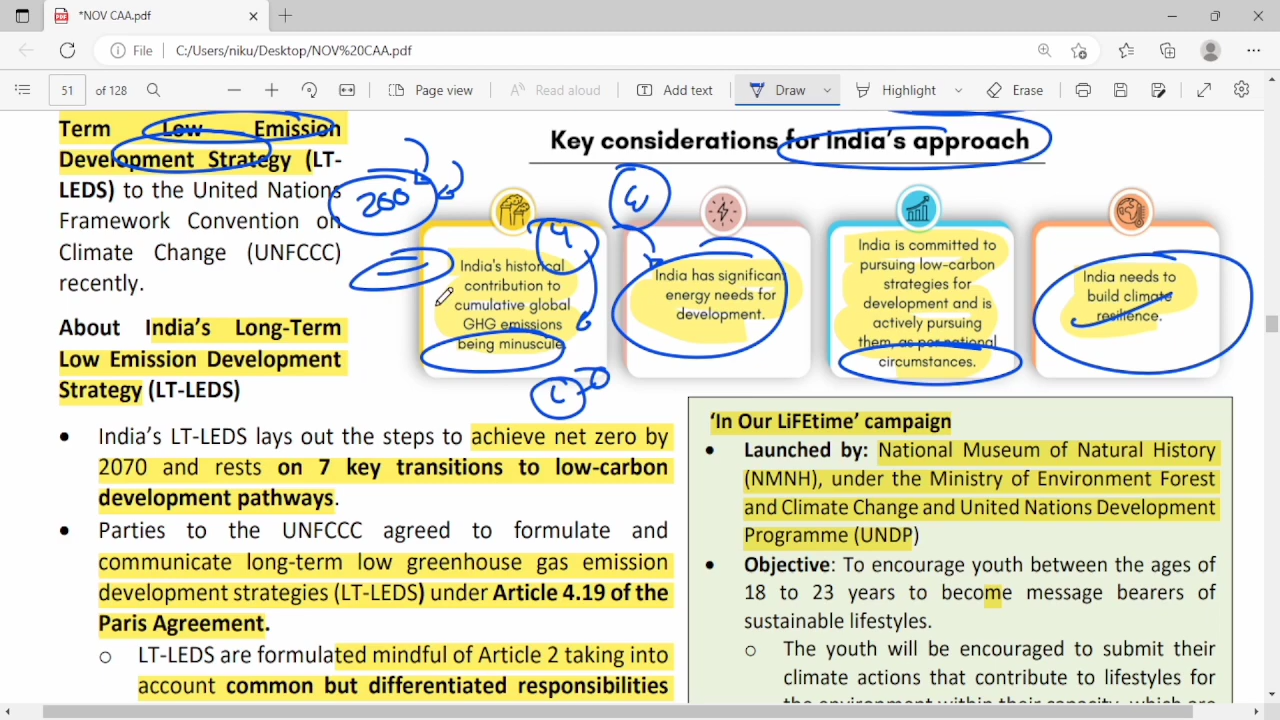 *NOV CAA.pdf
File C:/Users/niku/Desktop/NOV%20CAA.pdf
51 of 128 Page view Read aloud Add text Draw Highlight Erase
Term Low Emission
Development Strategy (LT-
LEDS) to the United Nations
Framework Convention on
Climate Change (UNFCCC)
recently.
Key considerations for India's approach
200
4
India's historical
contribution to
cumulative global
GHG emissions
being minuscule.
India has significant
energy needs for
development.
India is committed to
pursuing low-carbon
strategies for
development and is
actively pursuing
them, as per national
circumstances.
India needs to
build climate
resilience.
About India's Long-Term
Low Emission Development
Strategy (LT-LEDS)
• India's LT-LEDS lays out the steps to achieve net zero by
2070 and rests on 7 key transitions to low-carbon
development pathways.
• Parties to the UNFCCC agreed to formulate and
communicate long-term low greenhouse gas emission
development strategies (LT-LEDS) under Article 4.19 of the
Paris Agreement.
o LT-LEDS are formulated mindful of Article 2 taking into
account common but differentiated responsibilities
'In Our LiFEtime' campaign
• Launched by: National Museum of Natural History
(NMNH), under the Ministry of Environment Forest
and Climate Change and United Nations Development
Programme (UNDP)
• Objective: To encourage youth between the ages of
18 to 23 years to become message bearers of
sustainable lifestyles.
o The youth will be encouraged to submit their
climate actions that contribute to lifestyles for
the environment within their capacity, which are